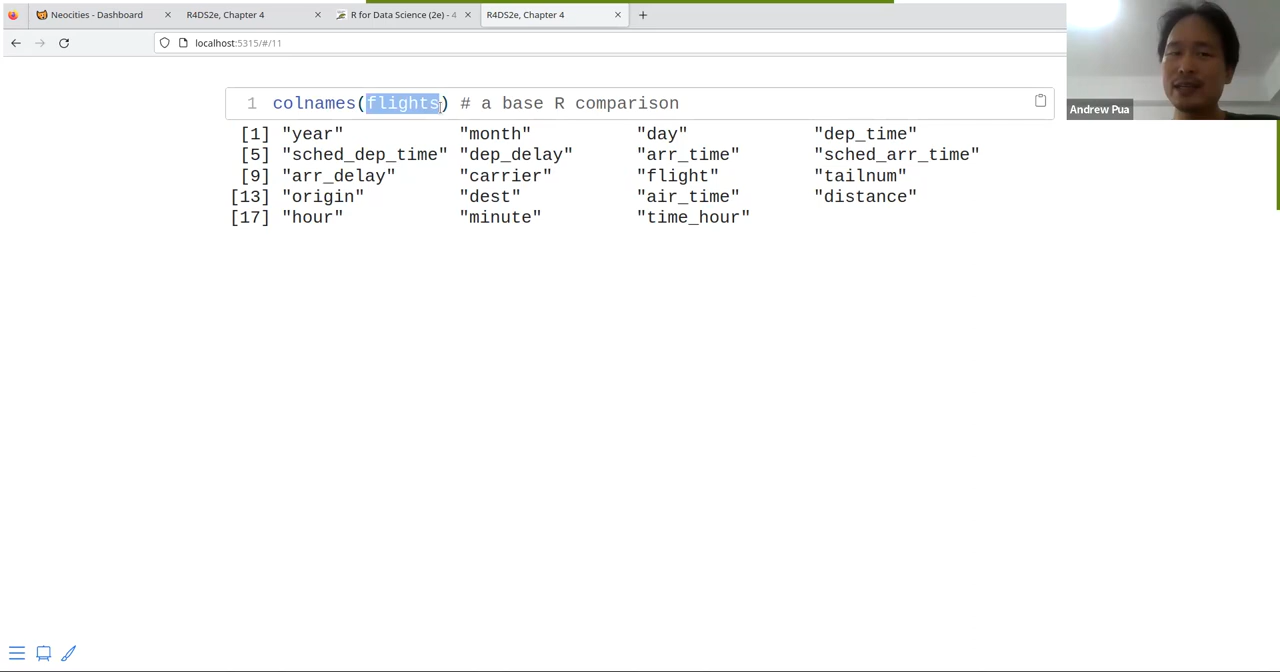 Neocities - Dashboard
R4DS2e, Chapter 4
R for Data Science (2e) - 4
R4DS2e, Chapter 4
localhost:5315/#/11
Andrew Pua
1 colnames(flights) # a base R comparison
[1] "year" "month" "day" "dep_time"
[5] "sched_dep_time" "dep_delay" "arr_time" "sched_arr_time"
[9] "arr_delay" "carrier" "flight" "tailnum"
[13] "origin" "dest" "air_time" "distance"
[17] "hour" "minute" "time_hour"